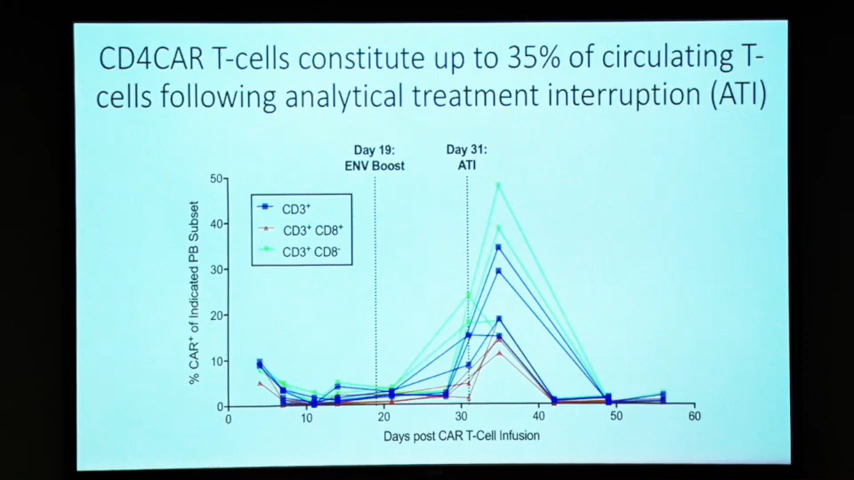 CD4CAR T-cells constitute up to 35% of circulating T-
cells following analytical treatment interruption (ATI)
Day 19:
ENV Boost
Day 31:
ATI
% CAR⁺ of Indicated PB Subset
50
40
30
20
10
0
CD3⁺
CD3⁺ CD8⁺
CD3⁺ CD8⁻
0 10 20 30 40 50 60
Days post CAR T-Cell Infusion